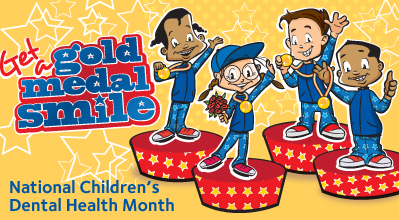 Get a
gold
medal
smile
National Children's
Dental Health Month